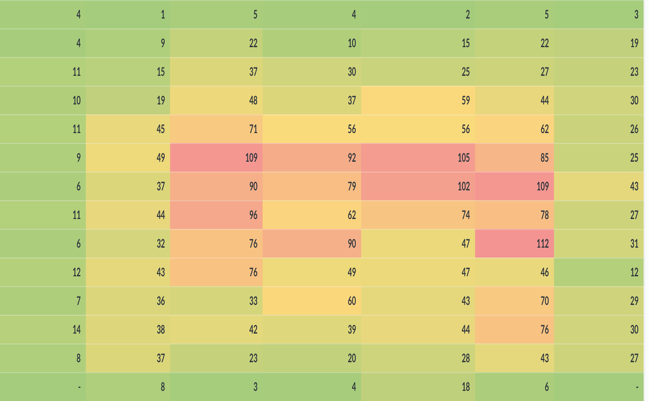 4 1 5 4 2 5 3
4 9 22 10 15 22 19
11 15 37 30 25 27 23
10 19 48 37 59 44 30
11 45 71 56 56 62 26
9 49 109 92 105 85 25
6 37 90 79 102 109 43
11 44 96 62 74 78 27
6 32 76 90 47 112 31
12 43 76 49 47 46 12
7 36 33 60 43 70 29
14 38 42 39 44 76 30
8 37 23 20 28 43 27
- 8 3 4 18 6 -